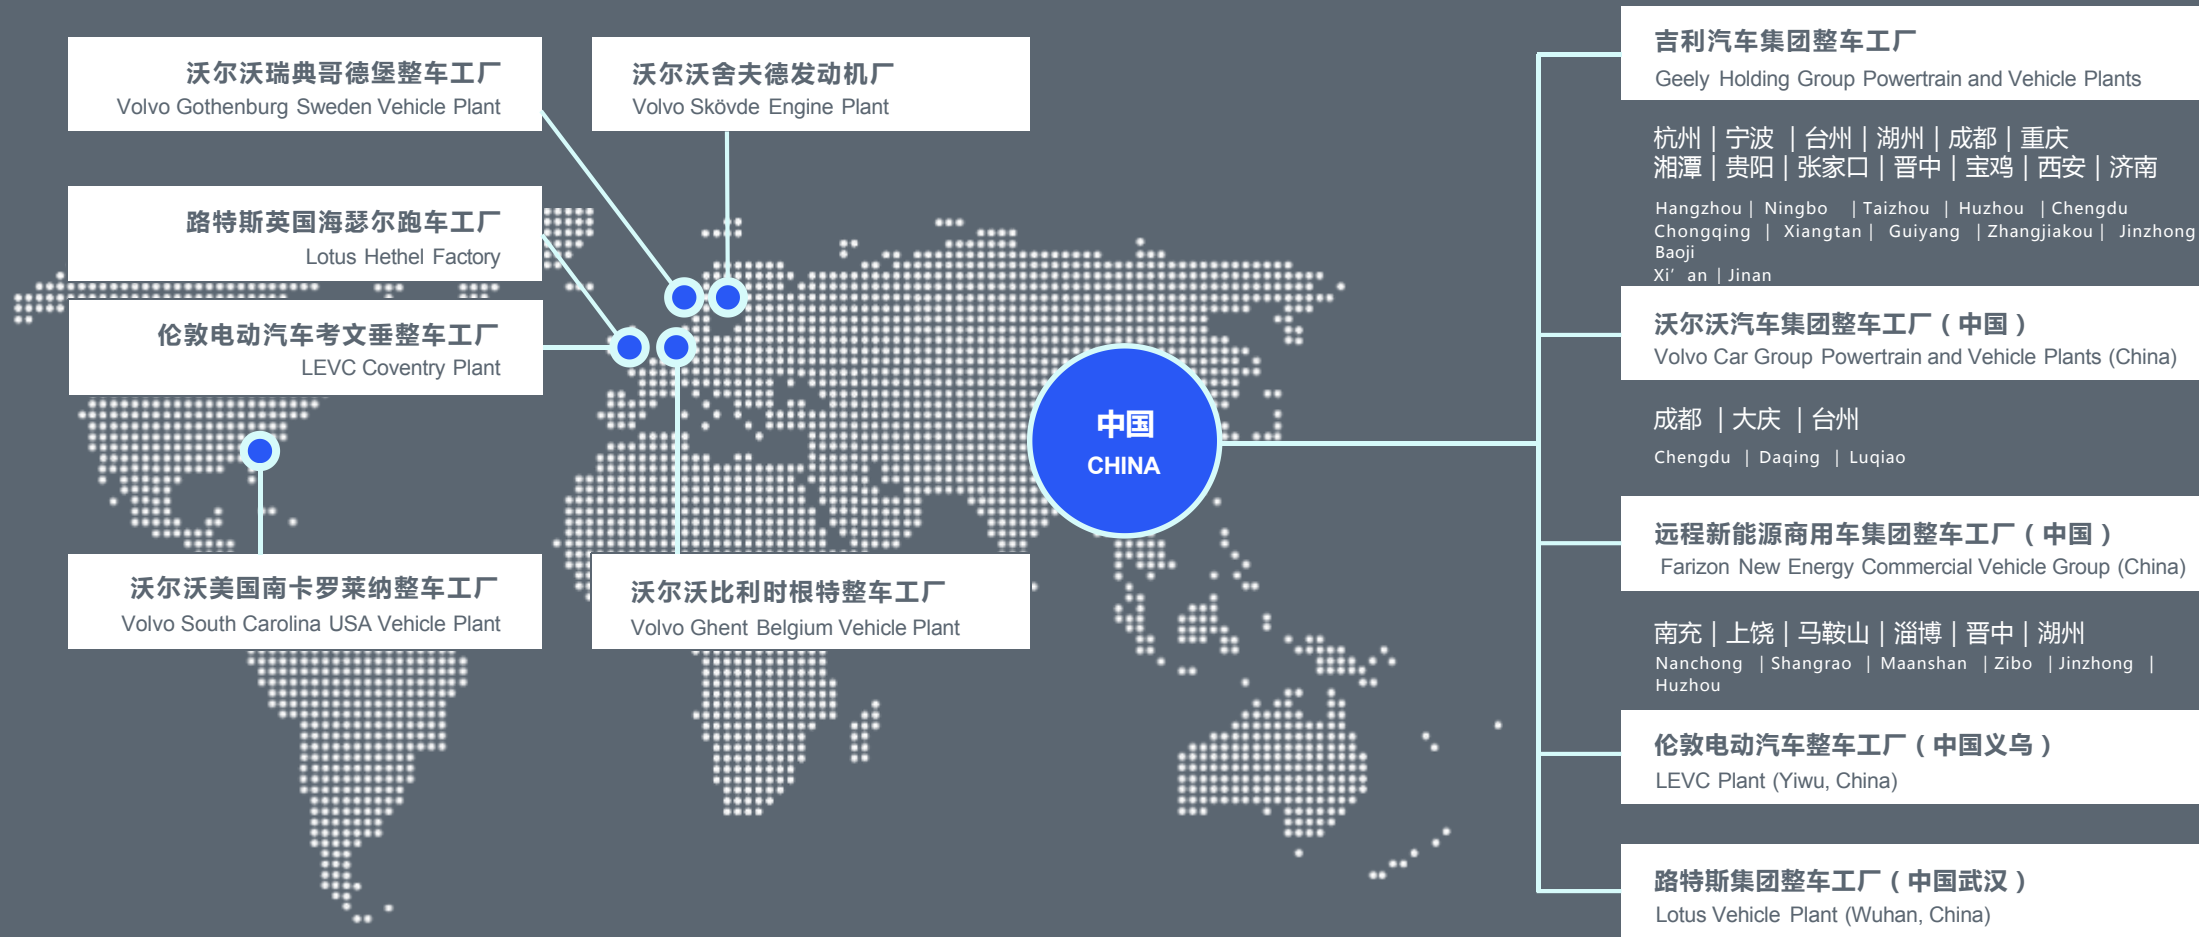 沃尔沃瑞典哥德堡整车工厂
Volvo Gothenburg Sweden Vehicle Plant
沃尔沃舍夫德发动机厂
Volvo Skövde Engine Plant
路特斯英国海瑟尔跑车工厂
Lotus Hethel Factory
伦敦电动汽车考文垂整车工厂
LEVC Coventry Plant
沃尔沃美国南卡罗莱纳整车工厂
Volvo South Carolina USA Vehicle Plant
沃尔沃比利时根特整车工厂
Volvo Ghent Belgium Vehicle Plant
中国
CHINA
吉利汽车集团整车工厂
Geely Holding Group Powertrain and Vehicle Plants
杭州｜宁波｜台州｜湖州｜成都｜重庆
湘潭｜贵阳｜张家口｜晋中｜宝鸡｜西安｜济南
Hangzhou | Ningbo | Taizhou | Huzhou | Chengdu
Chongqing | Xiangtan | Guiyang | Zhangjiakou | Jinzhong
Baoji
Xi’an | Jinan
沃尔沃汽车集团整车工厂（中国）
Volvo Car Group Powertrain and Vehicle Plants (China)
成都｜大庆｜台州
Chengdu | Daqing | Luqiao
远程新能源商用车集团整车工厂（中国）
Farizon New Energy Commercial Vehicle Group (China)
南充｜上饶｜马鞍山｜淄博｜晋中｜湖州
Nanchong | Shangrao | Maanshan | Zibo | Jinzhong |
Huzhou
伦敦电动汽车整车工厂（中国义乌）
LEVC Plant (Yiwu, China)
路特斯集团整车工厂（中国武汉）
Lotus Vehicle Plant (Wuhan, China)